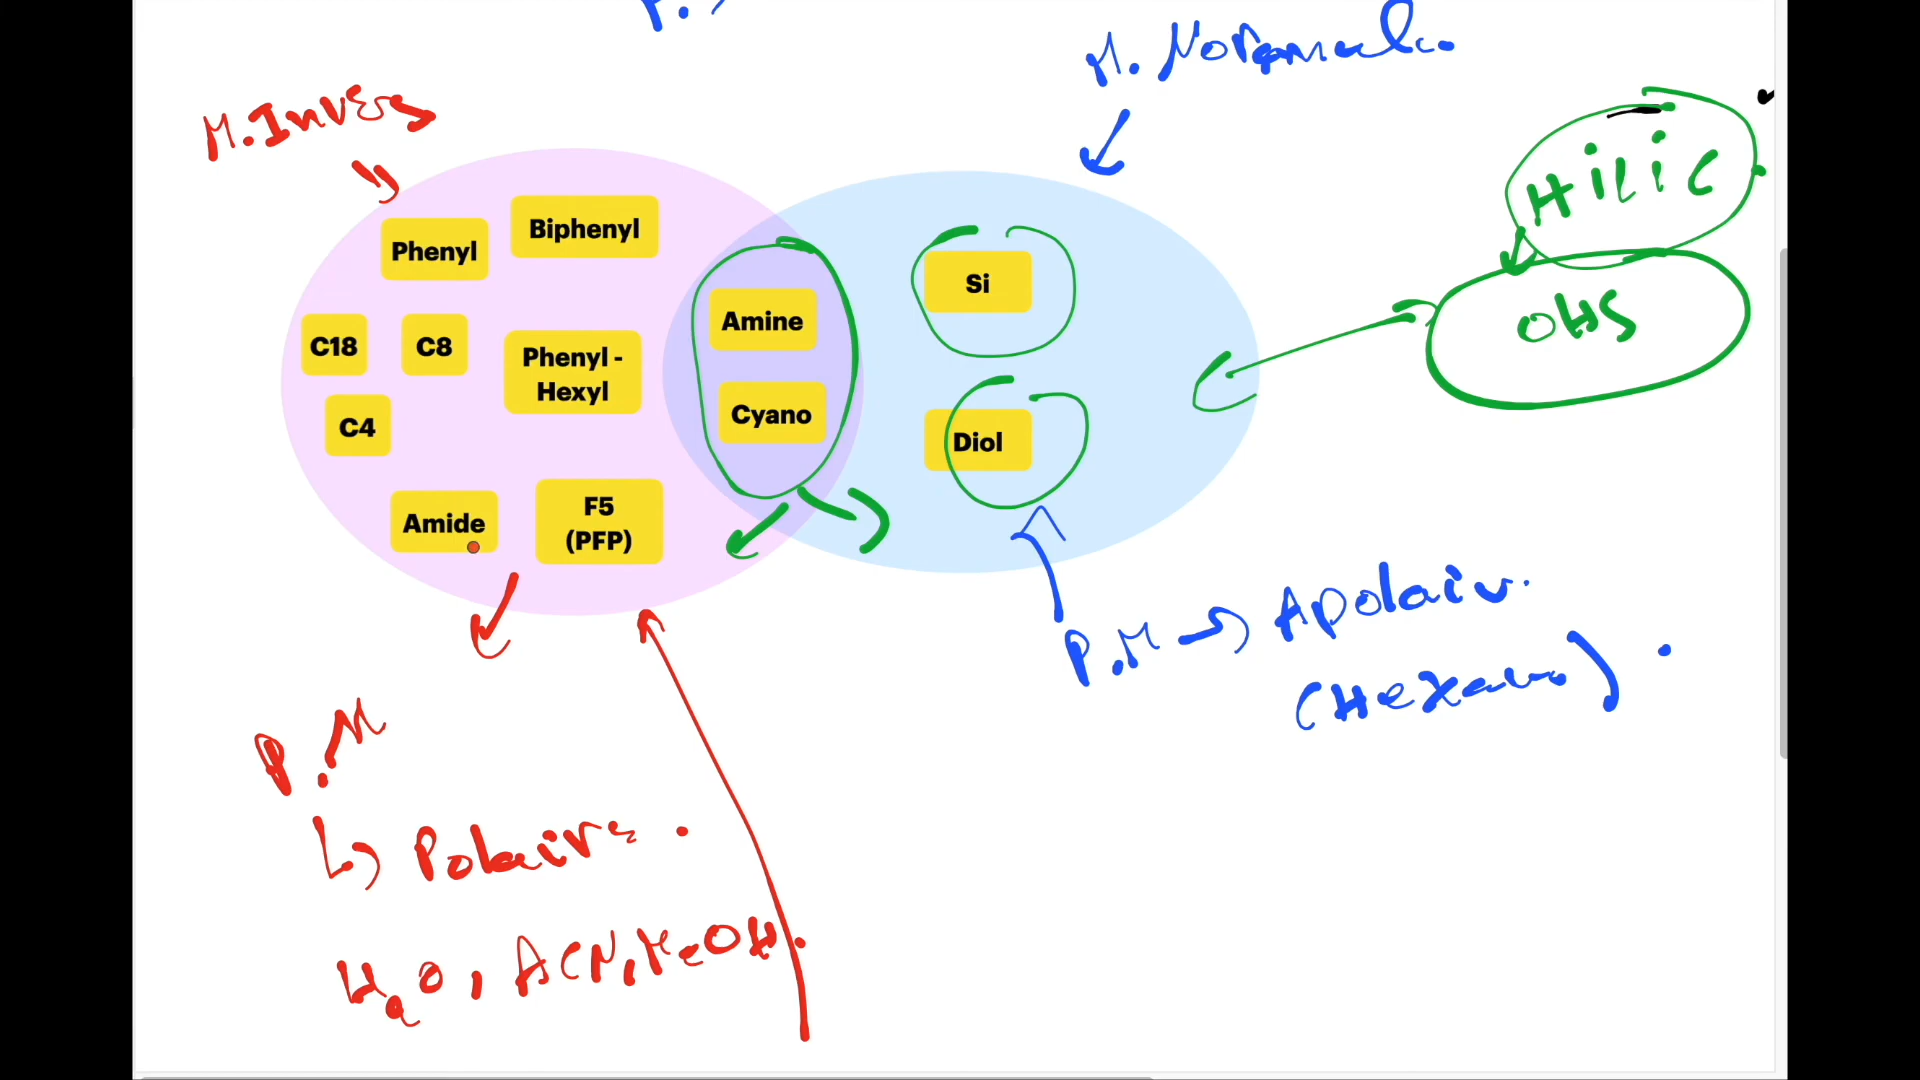 M. Normale.
M. Invers
HiliC
Biphenyl
Phenyl
Si
Amine
OHS
C18
C8
Phenyl -
Hexyl
Cyano
C4
Diol
Amide
F5
(PFP)
P.M → Apolair.
(Hexane)
P.M
↳ Polaire.
H2O, ACN, MeOH.